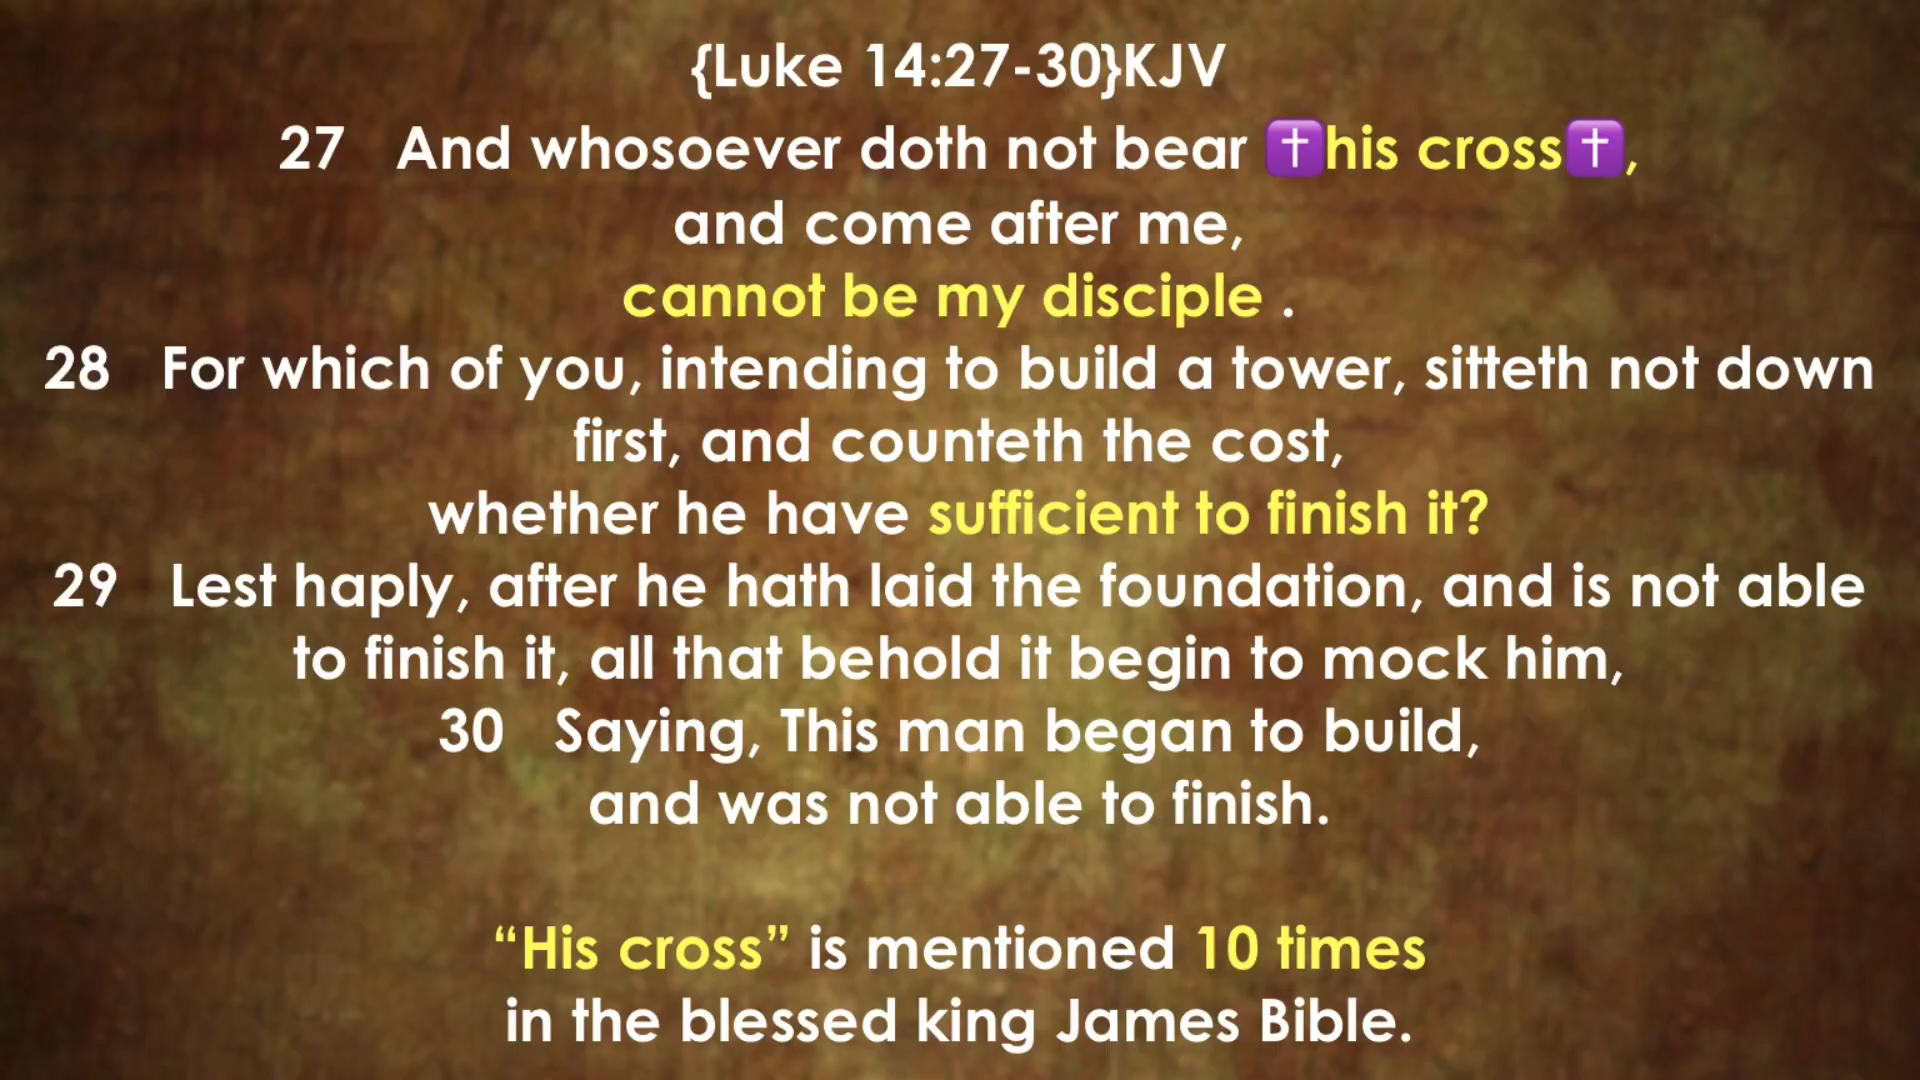 {Luke 14:27-30}KJV
27 And whosoever doth not bear ✝️his cross✝️,
and come after me,
cannot be my disciple .
28 For which of you, intending to build a tower, sitteth not down
first, and counteth the cost,
whether he have sufficient to finish it?
29 Lest haply, after he hath laid the foundation, and is not able
to finish it, all that behold it begin to mock him,
30 Saying, This man began to build,
and was not able to finish.
“His cross” is mentioned 10 times
in the blessed king James Bible.